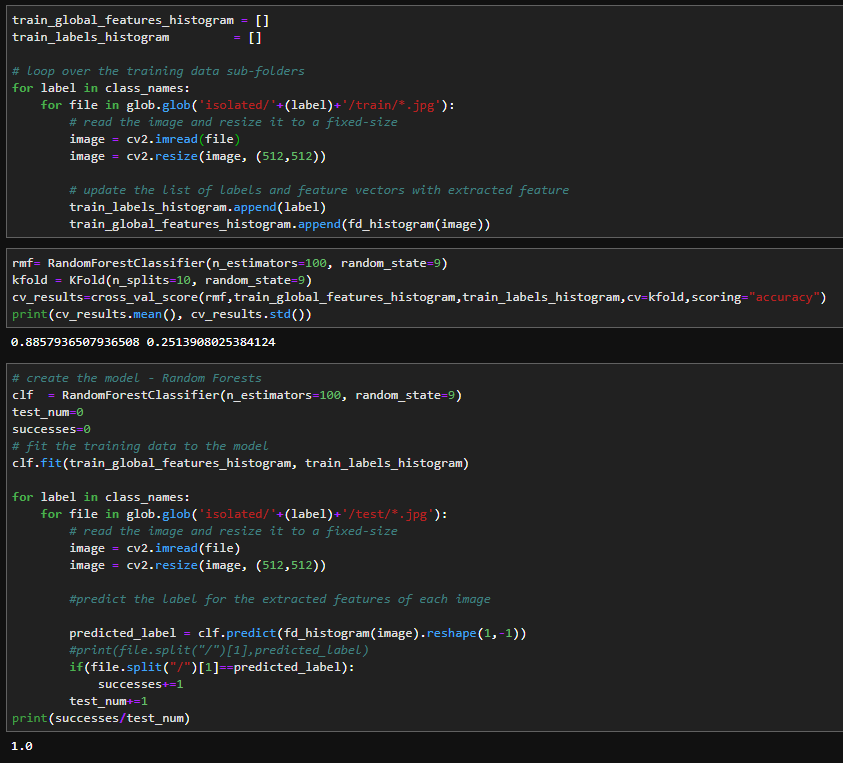 train_global_features_histogram = []
train_labels_histogram         = []
# loop over the training data sub-folders
for label in class_names:
    for file in glob.glob('isolated/'+(label)+'/train/*.jpg'):
        # read the image and resize it to a fixed-size
        image = cv2.imread(file)
        image = cv2.resize(image, (512,512))
        # update the list of labels and feature vectors with extracted feature
        train_labels_histogram.append(label)
        train_global_features_histogram.append(fd_histogram(image))
rmf= RandomForestClassifier(n_estimators=100, random_state=9)
kfold = KFold(n_splits=10, random_state=9)
cv_results=cross_val_score(rmf,train_global_features_histogram,train_labels_histogram,cv=kfold,scoring="accuracy")
print(cv_results.mean(), cv_results.std())
0.8857936507936508 0.2513908025384124
# create the model - Random Forests
clf  = RandomForestClassifier(n_estimators=100, random_state=9)
test_num=0
successes=0
# fit the training data to the model
clf.fit(train_global_features_histogram, train_labels_histogram)
for label in class_names:
    for file in glob.glob('isolated/'+(label)+'/test/*.jpg'):
        # read the image and resize it to a fixed-size
        image = cv2.imread(file)
        image = cv2.resize(image, (512,512))
        #predict the label for the extracted features of each image
        predicted_label = clf.predict(fd_histogram(image).reshape(1,-1))
        #print(file.split("/")[1],predicted_label)
        if(file.split("/")[1]==predicted_label):
            successes+=1
        test_num+=1
print(successes/test_num)
1.0